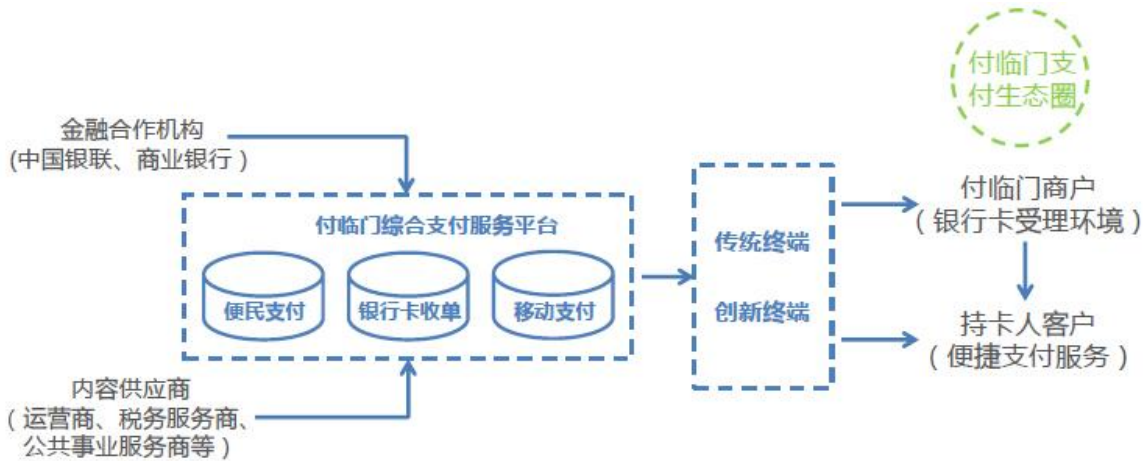 付临门支
付生态圈
金融合作机构
(中国银联、商业银行)
付临门综合支付服务平台
便民支付
银行卡收单
移动支付
内容供应商
(运营商、税务服务商、
公共事业服务商等)
传统终端
创新终端
付临门商户
(银行卡受理环境)
持卡人客户
(便捷支付服务)